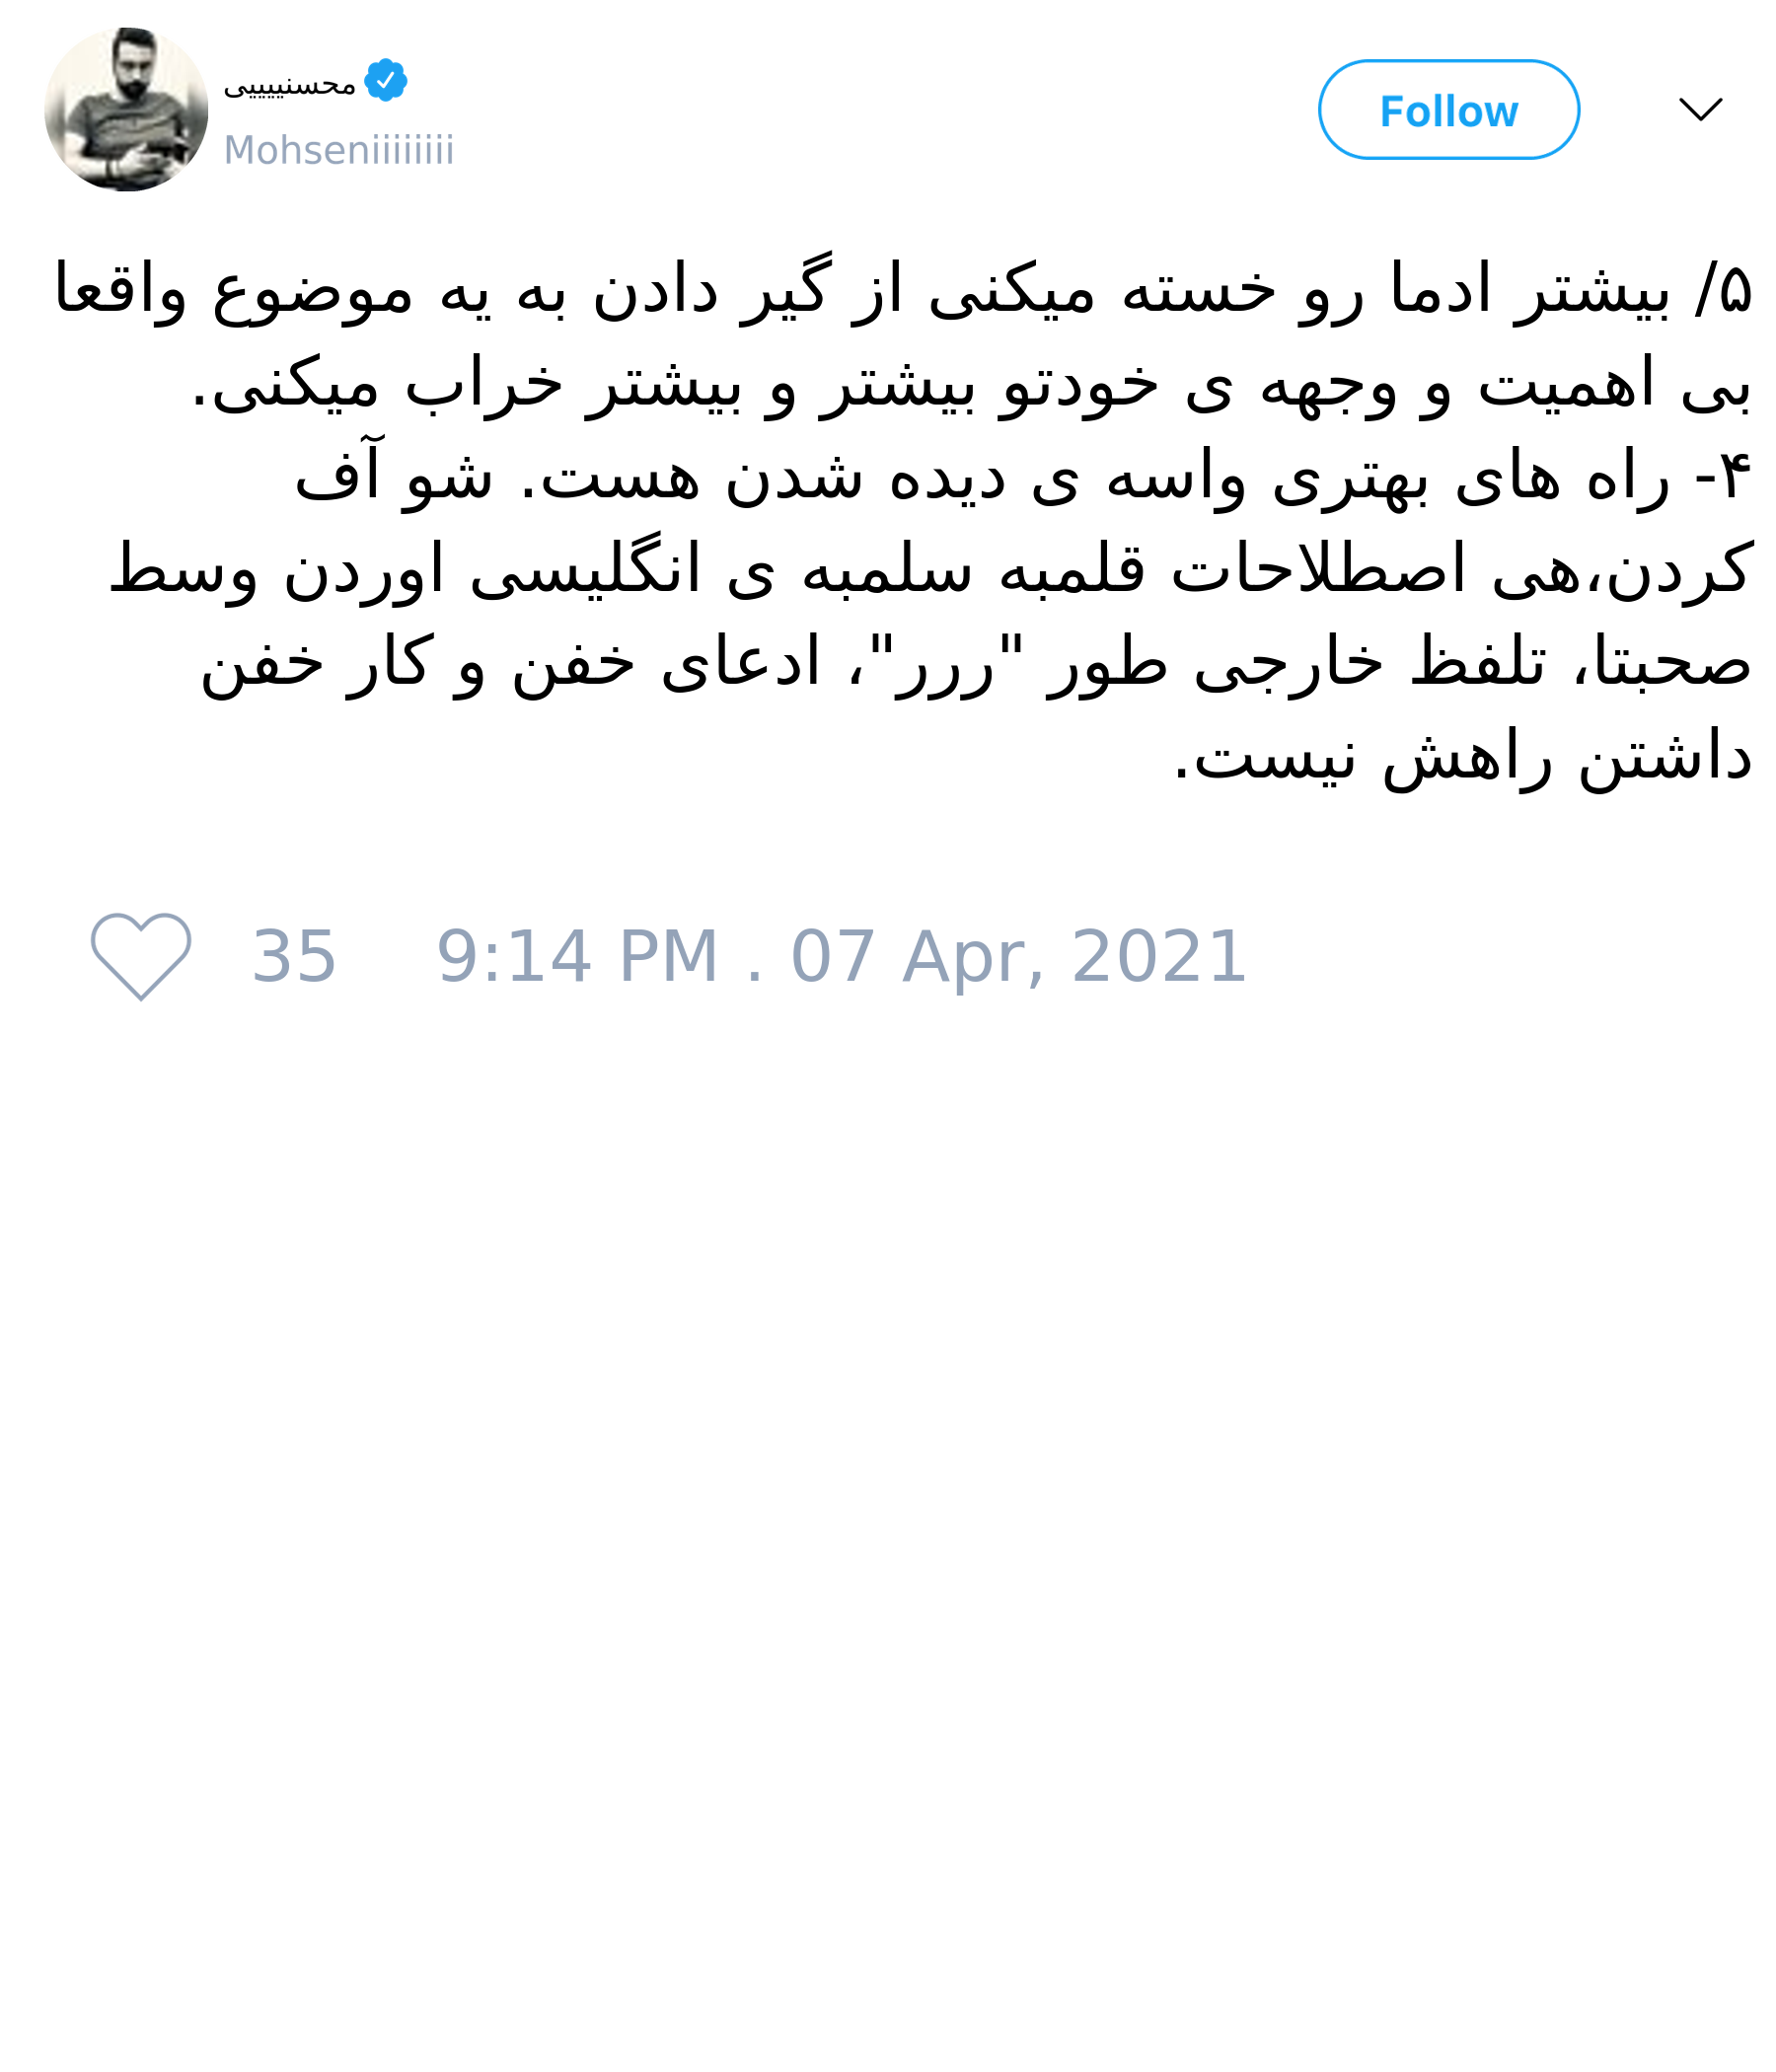 محسنیییییی
Mohseniiiiiiii
Follow
۵/ بیشتر ادما رو خسته میکنی از گیر دادن به یه موضوع واقعا
بی اهمیت و وجهه ی خودتو بیشتر و بیشتر خراب میکنی.
۴- راه های بهتری واسه ی دیده شدن هست. شو آف
کردن،هی اصطلاحات قلمبه سلمبه ی انگلیسی اوردن وسط
صحبتا، تلفظ خارجی طور "ررر"، ادعای خفن و کار خفن
داشتن راهش نیست.
35 9:14 PM . 07 Apr, 2021